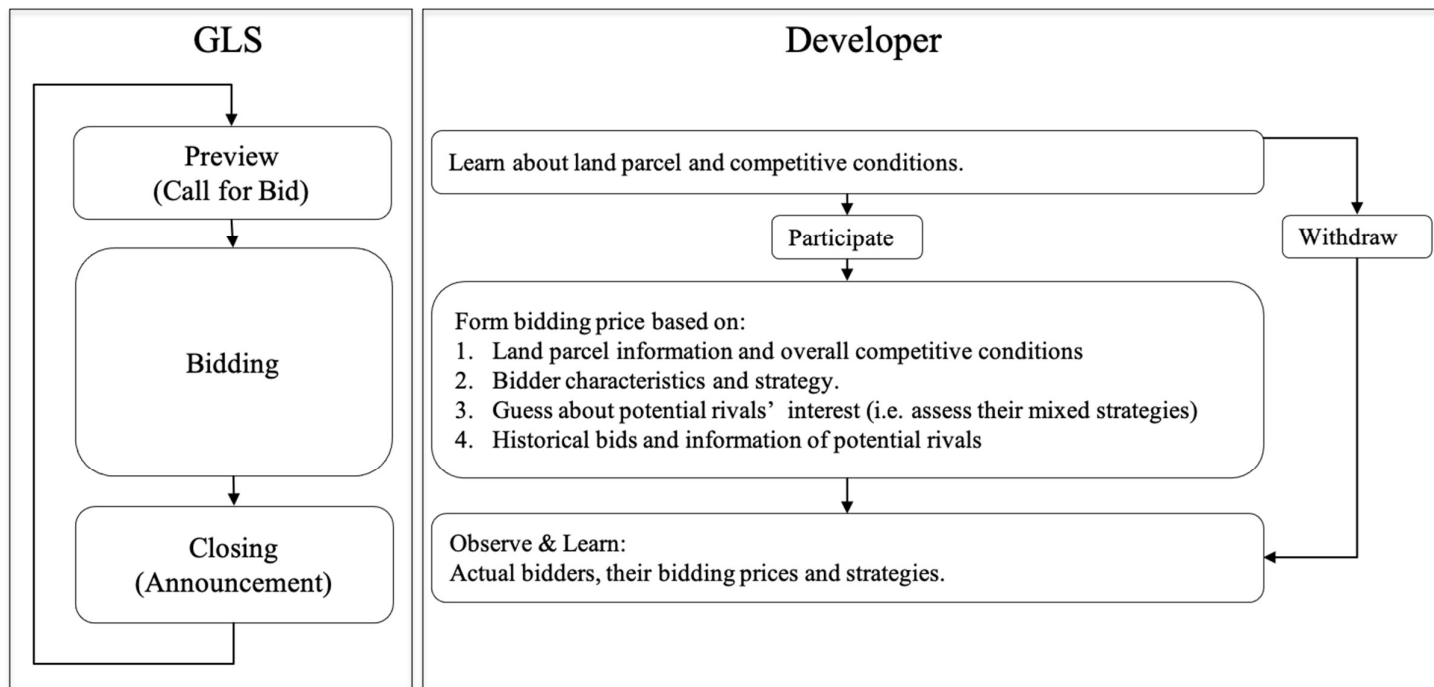 GLS
Preview
(Call for Bid)
Bidding
Closing
(Announcement)
Developer
Learn about land parcel and competitive conditions.
Participate
Withdraw
Form bidding price based on:
1. Land parcel information and overall competitive conditions
2. Bidder characteristics and strategy.
3. Guess about potential rivals’ interest (i.e. assess their mixed strategies)
4. Historical bids and information of potential rivals
Observe & Learn:
Actual bidders, their bidding prices and strategies.